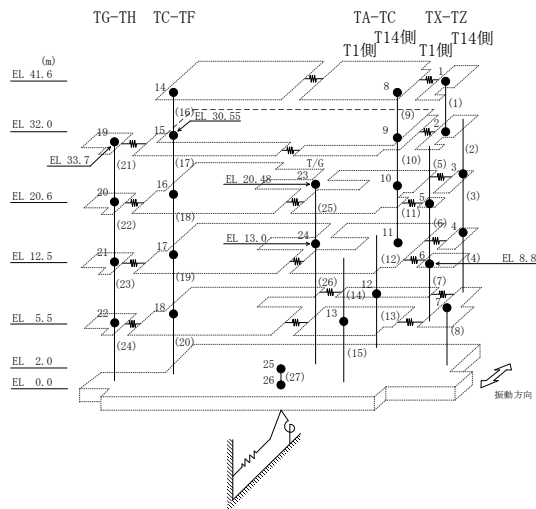 TG-TH TC-TF TA-TC TX-TZ
T1側 T14側 T1側 T14側
(m)
EL 41.6
14 8 1
(16) (9) (1)
EL 30.55
EL 32.0
19 15 9 2
EL 33.7
(21) (17) (10) (2)
T/G
EL 20.6
20 16 EL 20.48 23 10 (5) 3
(22) (18) (25) (11) 5 (3)
EL 12.5
21 17 EL 13.0 24 11 (6) 4
(23) (19) (12) 6 (4) EL 8.8
(26) (14) 12 (7)
EL 5.5
22 18 13 (13) 7
(24) (20) (15) (8)
EL 2.0
25
EL 0.0
26 (27)
振動方向